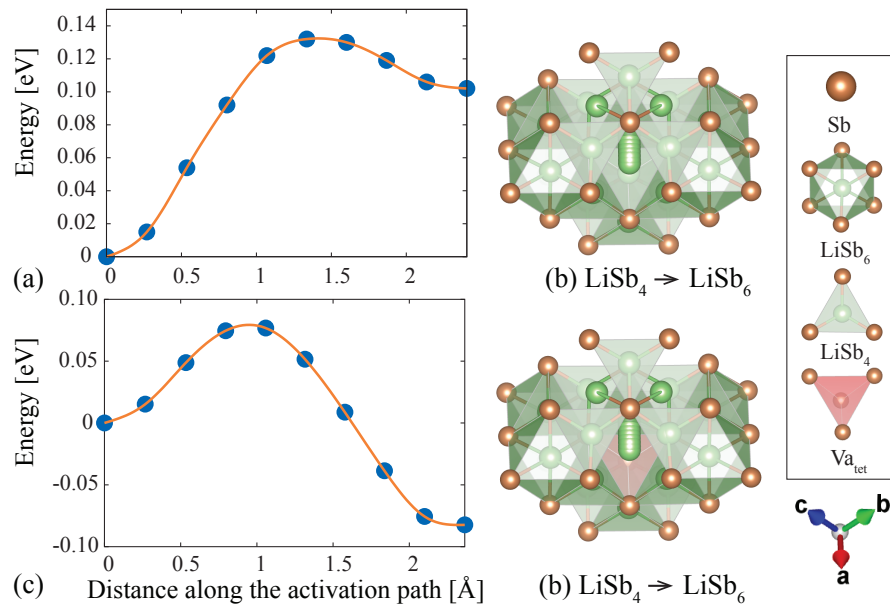 0.14
0.12
0.10
0.08
0.06
0.04
0.02
0
Energy [eV]
0 0.5 1 1.5 2
(a)
(b) LiSb₄ → LiSb₆
0.10
0.05
0
-0.05
-0.10
Energy [eV]
0 0.5 1 1.5 2
(c) Distance along the activation path [Å]
(b) LiSb₄ → LiSb₆
Sb
LiSb₆
LiSb₄
Va_tet
c b
a